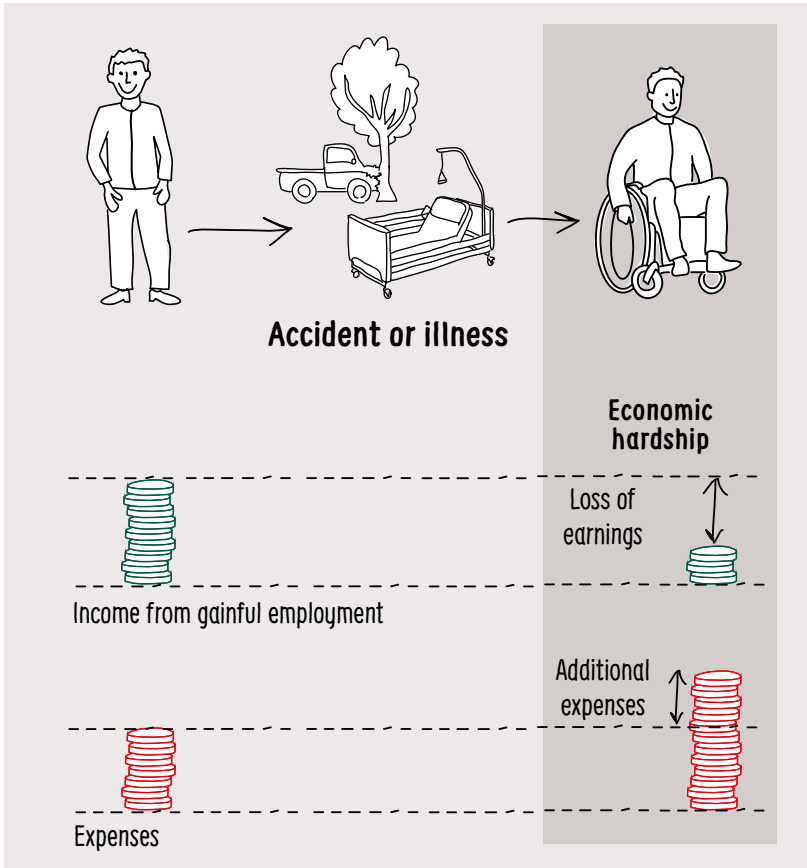 Accident or illness
Economic
hardship
Loss of
earnings
Income from gainful employment
Additional
expenses
Expenses